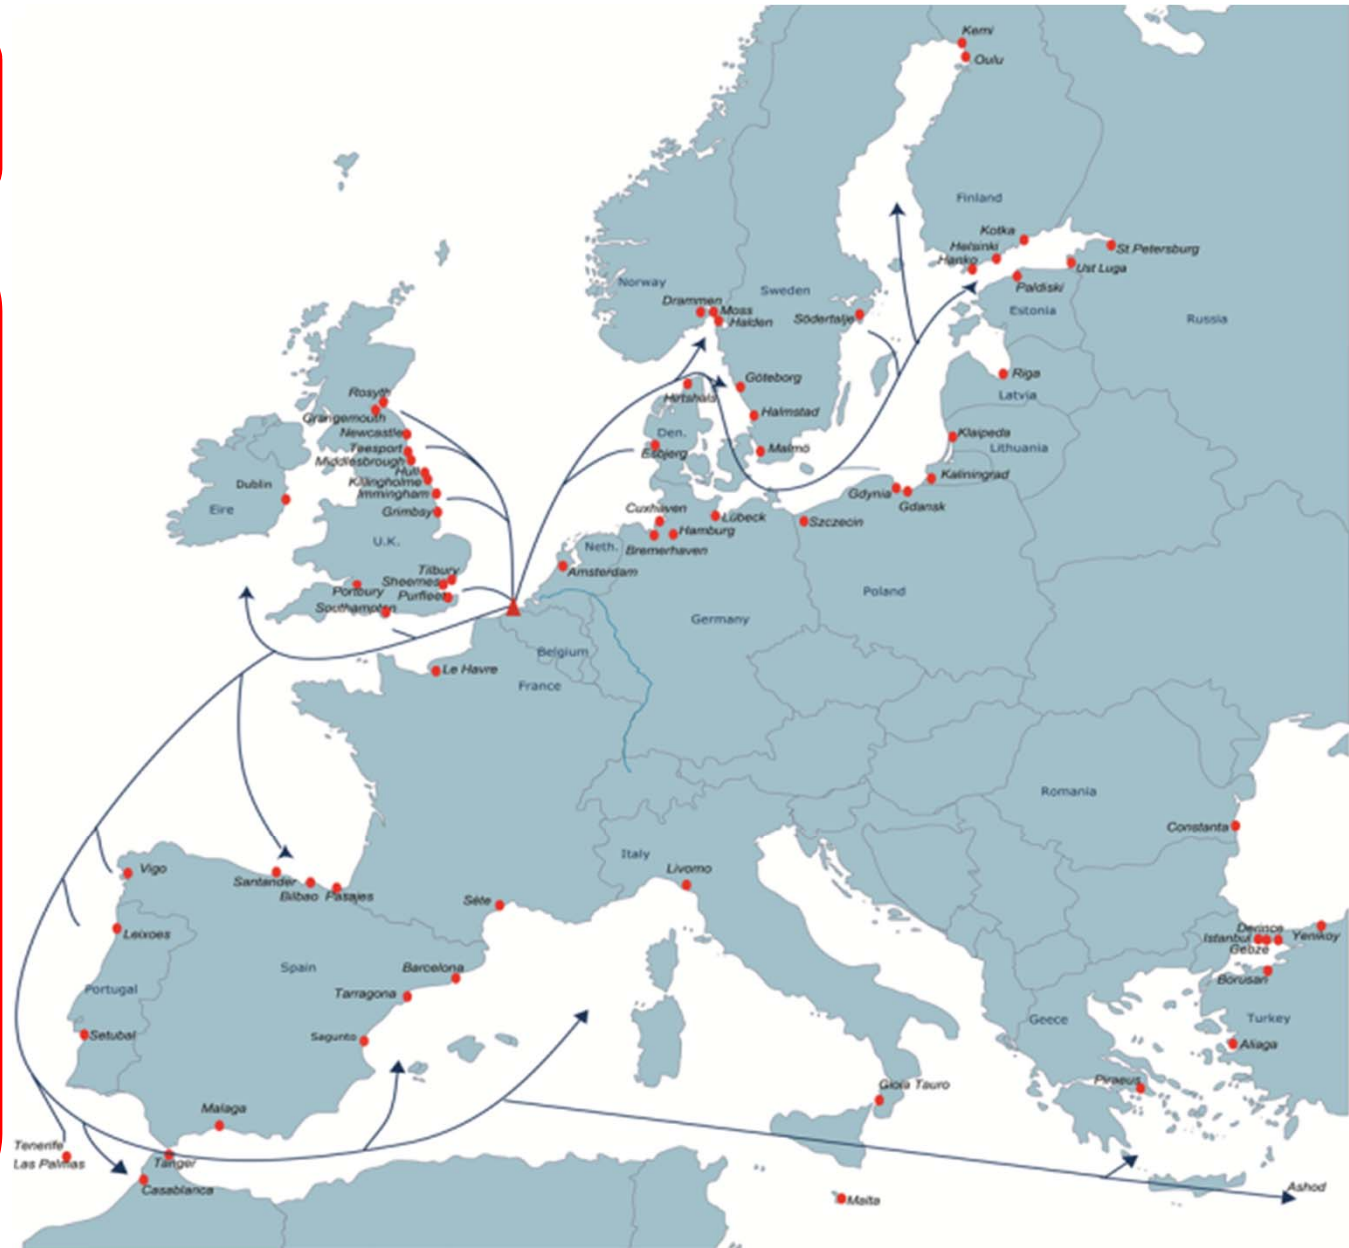 Kemi
Oulu
Finland
Kotka
Helsinki
Hanko
St.Petersburg
Ust Luga
Paldiski
Estonia
Russia
Norway
Sweden
Drammen
Moss
Halden
Södertalje
Riga
Latvia
Göteborg
Hirtshals
Halmstad
Den.
Esbjerg
Malmö
Klaipeda
Lithuania
Kaliningrad
Gdynia
Gdansk
Rosyth
Grangemouth
Newcastle
Teesport
Middlesbrough
Hull
Killingholme
Immingham
Grimsby
Dublin
Eire
U.K.
Cuxhaven
Lübeck
Hamburg
Bremerhaven
Szczecin
Neth.
Amsterdam
Tilbury
Sheerness
Portbury
Purfleet
Southampton
Poland
Germany
Belgium
Le Havre
France
Romania
Constanta
Italy
Livorno
Vigo
Santander
Bilbao
Pasajes
Séte
Leixoes
Derince
Istanbul
Yenikoy
Gebze
Spain
Barcelona
Borusan
Portugal
Tarragona
Setubal
Sagunto
Geece
Turkey
Aliaga
Piraeus
Gioia Tauro
Malaga
Tenerife
Las Palmas
Tanger
Casablanca
Malta
Ashod